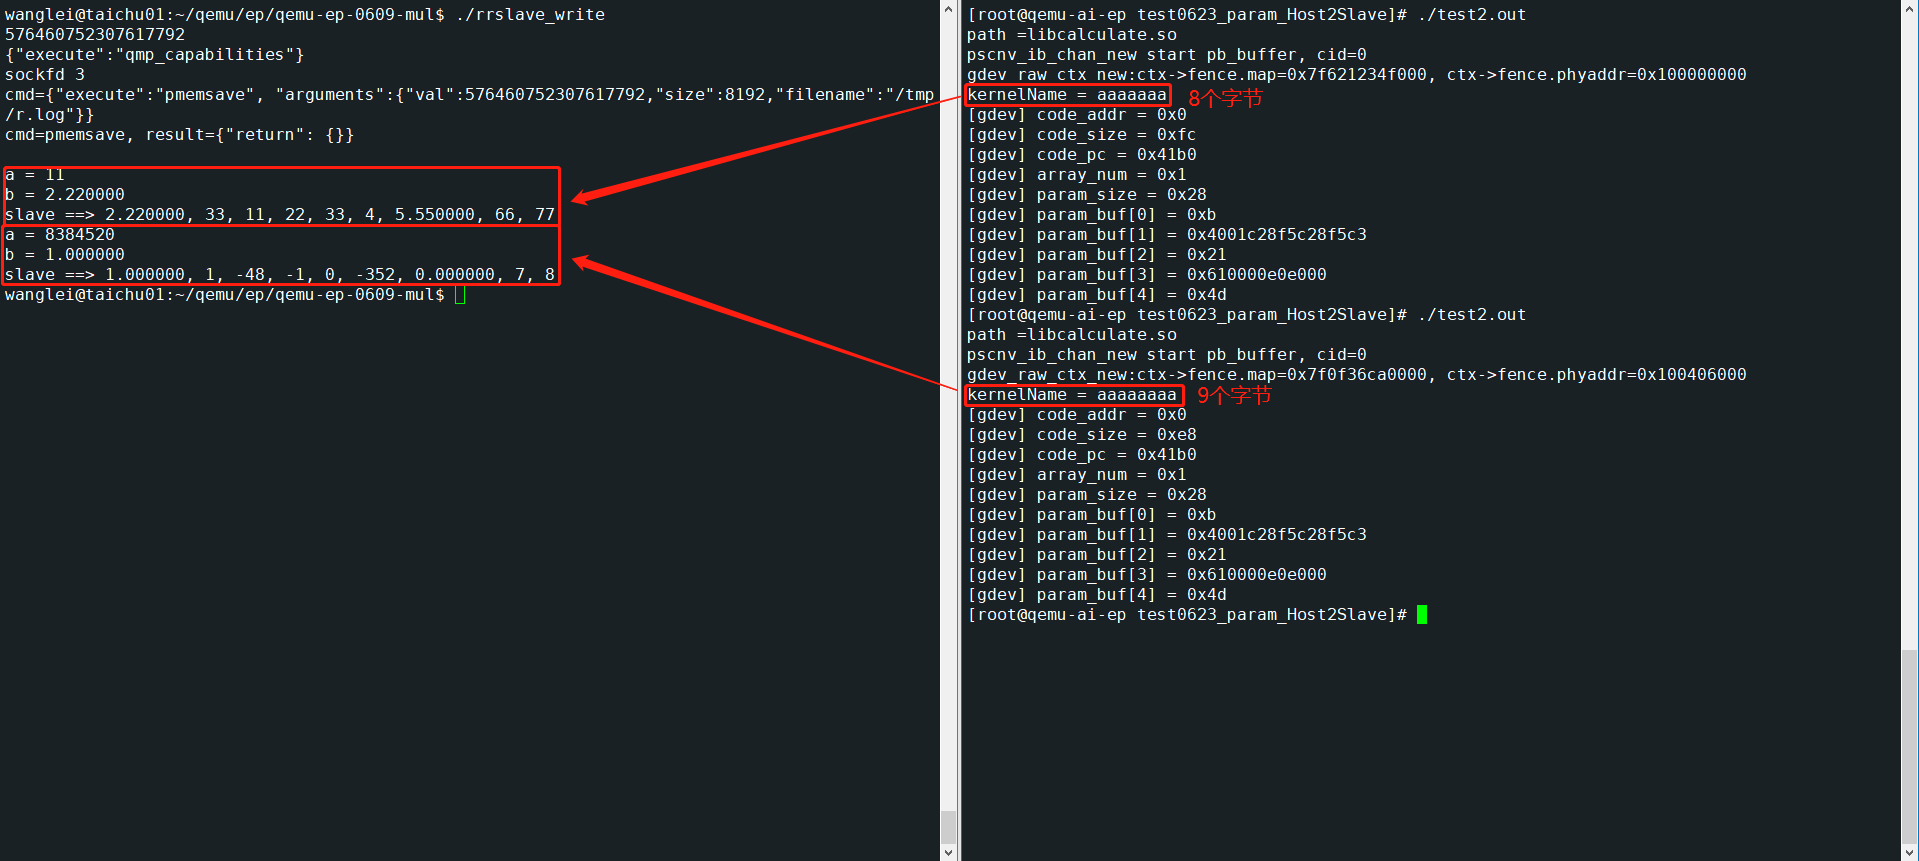 wanglei@taichu01:~/qemu/ep/qemu-ep-0609-mul$ ./rrslave_write
576460752307617792
{"execute":"qmp_capabilities"}
sockfd 3
cmd={"execute":"pmemsave", "arguments":{"val":576460752307617792,"size":8192,"filename":"/tmp
/r.log"}}
cmd=pmemsave, result={"return": {}}
a = 11
b = 2.220000
slave ==> 2.220000, 33, 11, 22, 33, 4, 5.550000, 66, 77
a = 8384520
b = 1.000000
slave ==> 1.000000, 1, -48, -1, 0, -352, 0.000000, 7, 8
wanglei@taichu01:~/qemu/ep/qemu-ep-0609-mul$
[root@qemu-ai-ep test0623_param_Host2Slave]# ./test2.out
path =libcalculate.so
pscnv_ib_chan_new start pb_buffer, cid=0
gdev_raw_ctx_new:ctx->fence.map=0x7f621234f000, ctx->fence.phyaddr=0x100000000
kernelName = aaaaaaa 8个字节
[gdev] code_addr = 0x0
[gdev] code_size = 0xfc
[gdev] code_pc = 0x41b0
[gdev] array_num = 0x1
[gdev] param_size = 0x28
[gdev] param_buf[0] = 0xb
[gdev] param_buf[1] = 0x4001c28f5c28f5c3
[gdev] param_buf[2] = 0x21
[gdev] param_buf[3] = 0x610000e0e000
[gdev] param_buf[4] = 0x4d
[root@qemu-ai-ep test0623_param_Host2Slave]# ./test2.out
path =libcalculate.so
pscnv_ib_chan_new start pb_buffer, cid=0
gdev_raw_ctx_new:ctx->fence.map=0x7f0f36ca0000, ctx->fence.phyaddr=0x100406000
kernelName = aaaaaaaa 9个字节
[gdev] code_addr = 0x0
[gdev] code_size = 0xe8
[gdev] code_pc = 0x41b0
[gdev] array_num = 0x1
[gdev] param_size = 0x28
[gdev] param_buf[0] = 0xb
[gdev] param_buf[1] = 0x4001c28f5c28f5c3
[gdev] param_buf[2] = 0x21
[gdev] param_buf[3] = 0x610000e0e000
[gdev] param_buf[4] = 0x4d
[root@qemu-ai-ep test0623_param_Host2Slave]#